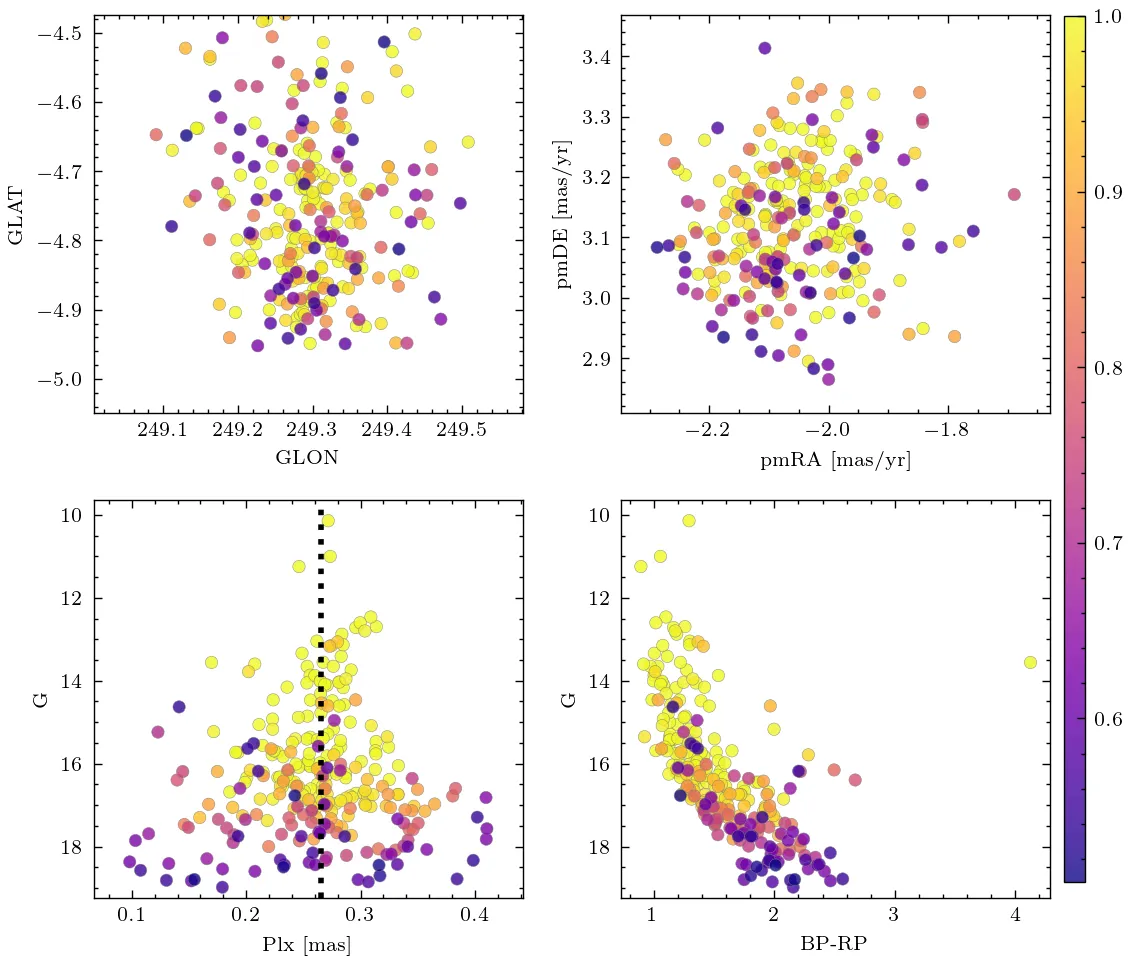 −4.5
−4.6
−4.7
−4.8
−4.9
−5.0
GLAT
249.1 249.2 249.3 249.4 249.5
GLON
3.4
3.3
3.2
3.1
3.0
2.9
pmDE [mas/yr]
−2.2 −2.0 −1.8
pmRA [mas/yr]
1.0
0.9
0.8
0.7
0.6
10
12
14
16
18
G
0.1 0.2 0.3 0.4
Plx [mas]
10
12
14
16
18
G
1 2 3 4
BP-RP